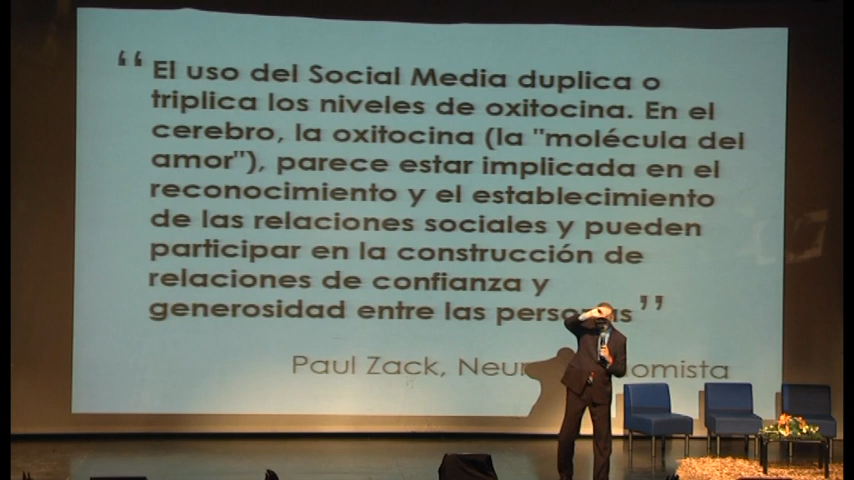 “El uso del Social Media duplica o
triplica los niveles de oxitocina. En el
cerebro, la oxitocina (la "molécula del
amor"), parece estar implicada en el
reconocimiento y el establecimiento
de las relaciones sociales y pueden
participar en la construcción de
relaciones de confianza y
generosidad entre las personas”
Paul Zack,